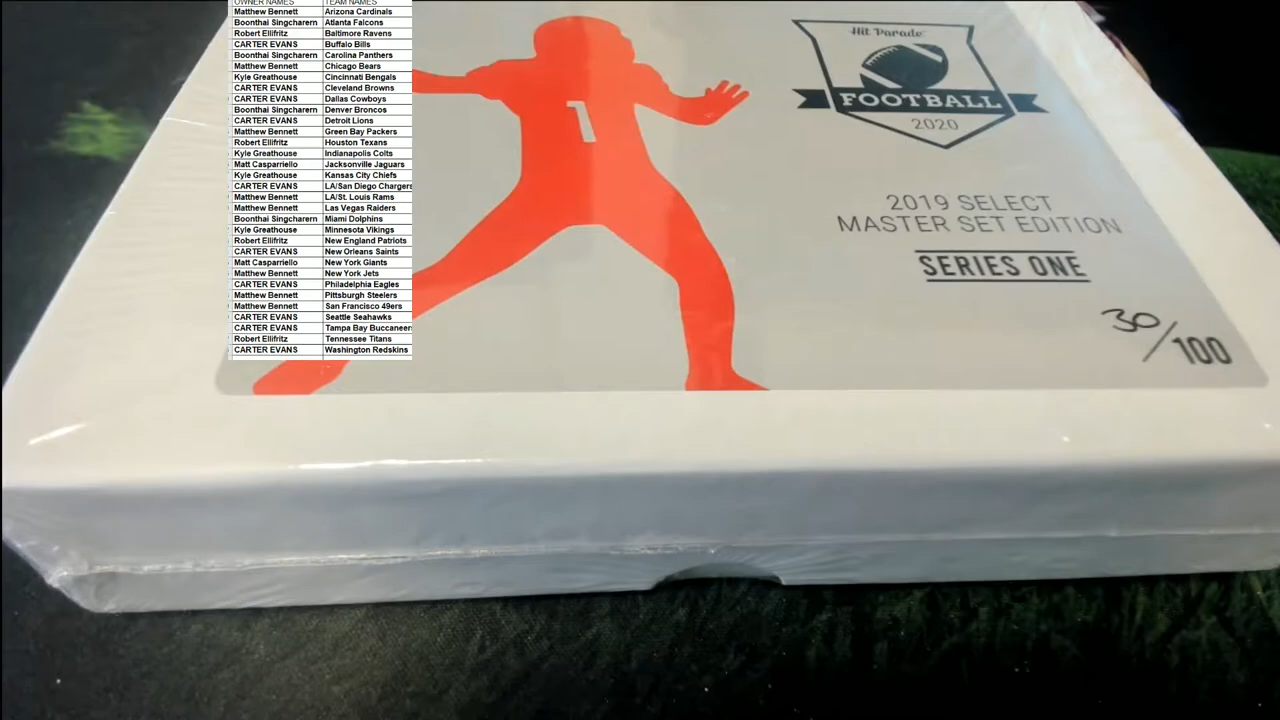 OWNER NAMES TEAM NAMES
Matthew Bennett Arizona Cardinals
Boonthai Singcharern Atlanta Falcons
Robert Ellifritz Baltimore Ravens
CARTER EVANS Buffalo Bills
Boonthai Singcharern Carolina Panthers
Matthew Bennett Chicago Bears
Kyle Greathouse Cincinnati Bengals
CARTER EVANS Cleveland Browns
CARTER EVANS Dallas Cowboys
Boonthai Singcharern Denver Broncos
CARTER EVANS Detroit Lions
Matthew Bennett Green Bay Packers
Robert Ellifritz Houston Texans
Kyle Greathouse Indianapolis Colts
Matt Casparriello Jacksonville Jaguars
Kyle Greathouse Kansas City Chiefs
CARTER EVANS LA/San Diego Chargers
Matthew Bennett LA/St. Louis Rams
Matthew Bennett Las Vegas Raiders
Boonthai Singcharern Miami Dolphins
Kyle Greathouse Minnesota Vikings
Robert Ellifritz New England Patriots
CARTER EVANS New Orleans Saints
Matt Casparriello New York Giants
Matthew Bennett New York Jets
CARTER EVANS Philadelphia Eagles
Matthew Bennett Pittsburgh Steelers
Matthew Bennett San Francisco 49ers
CARTER EVANS Seattle Seahawks
CARTER EVANS Tampa Bay Buccaneers
Robert Ellifritz Tennessee Titans
CARTER EVANS Washington Redskins
1
Hit Parade
FOOTBALL
2020
2019 SELECT
MASTER SET EDITION
SERIES ONE
30/100